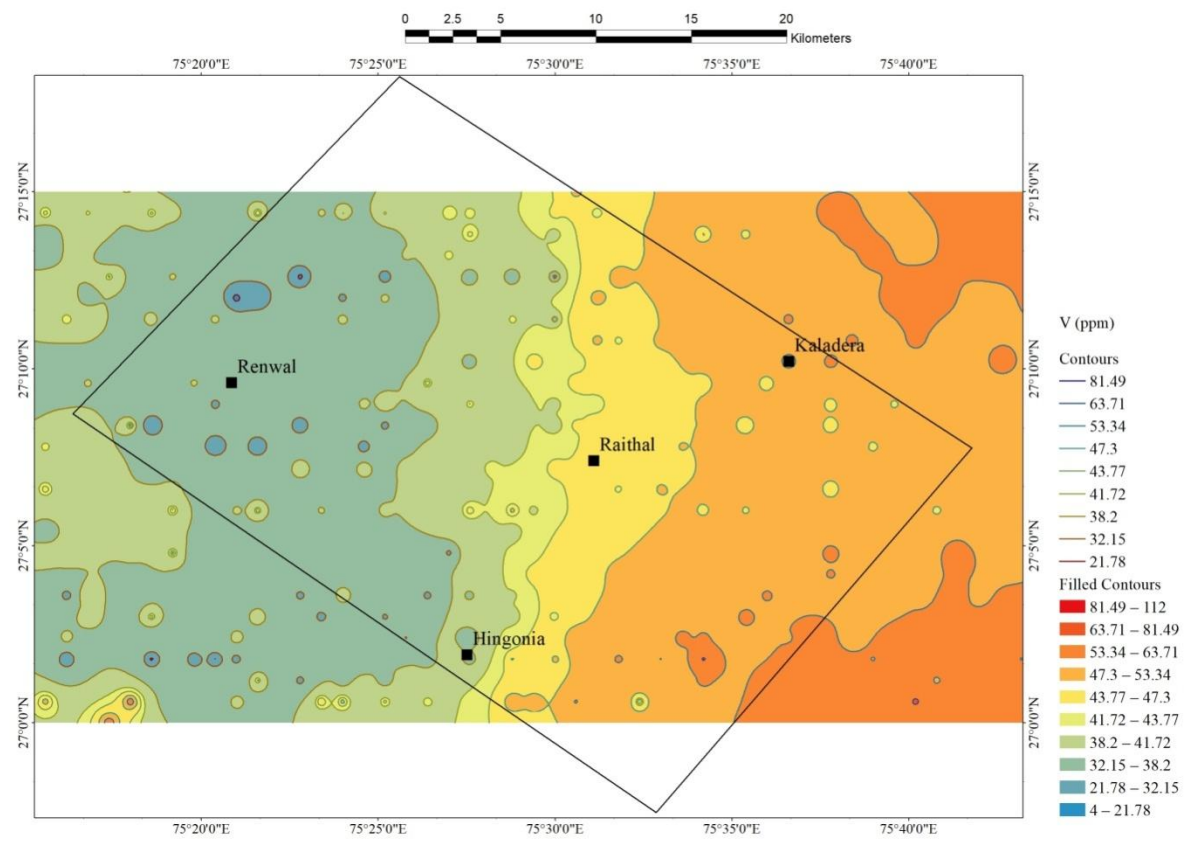 0 2.5 5 10 15 20
Kilometers
75°20'0"E 75°25'0"E 75°30'0"E 75°35'0"E 75°40'0"E
27°15'0"N 27°15'0"N
27°10'0"N 27°10'0"N
27°5'0"N 27°5'0"N
27°0'0"N 27°0'0"N
Kaladera
Renwal
Raithal
Hingonia
75°20'0"E 75°25'0"E 75°30'0"E 75°35'0"E 75°40'0"E
V (ppm)
Contours
81.49
63.71
53.34
47.3
43.77
41.72
38.2
32.15
21.78
Filled Contours
81.49 – 112
63.71 – 81.49
53.34 – 63.71
47.3 – 53.34
43.77 – 47.3
41.72 – 43.77
38.2 – 41.72
32.15 – 38.2
21.78 – 32.15
4 – 21.78